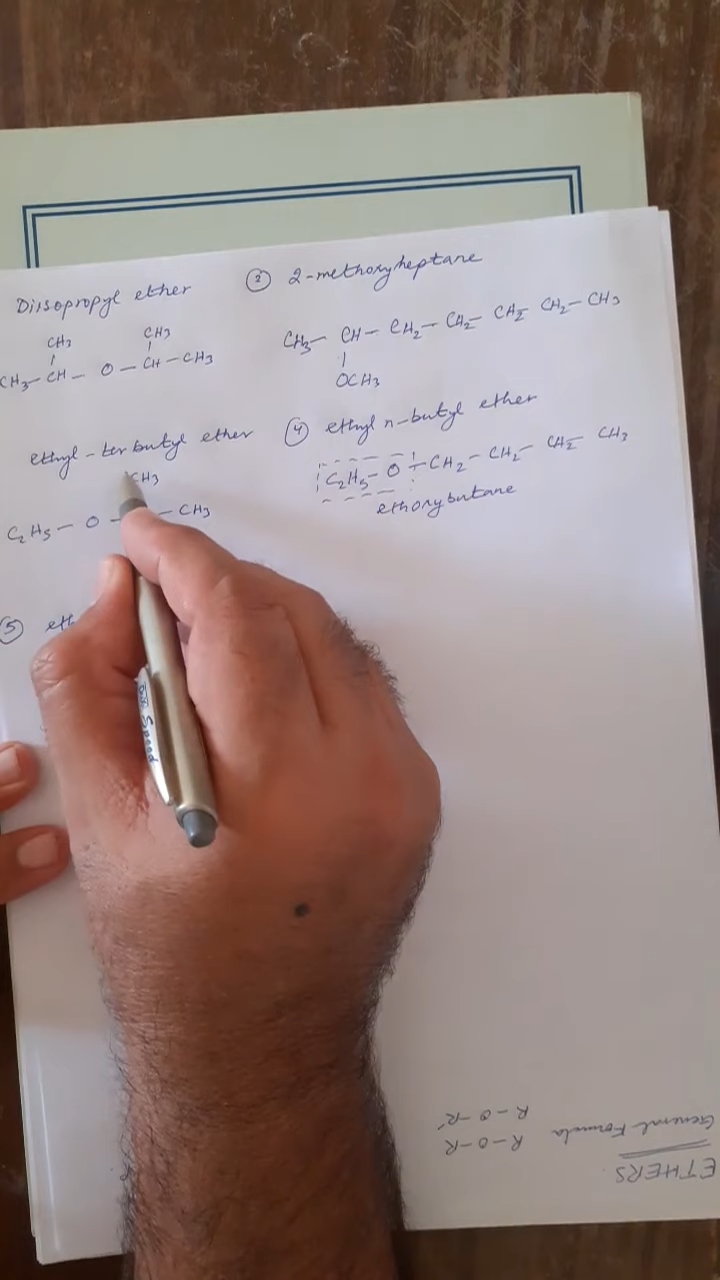 Diisopropyl ether
CH3 CH3
CH3 - CH - O - CH - CH3
② 2-methoxyheptane
CH3 - CH - CH2 - CH2 - CH2 - CH2 - CH3
OCH3
ethyl-ter butyl ether
CH3
C2H5 - O - - CH3
④ ethyl n-butyl ether
C2H5 - O - CH2 - CH2 - CH2 - CH3
ethoxybutane
⑤ eth
ETHERS
General Formula R-O-R
R-O-R'